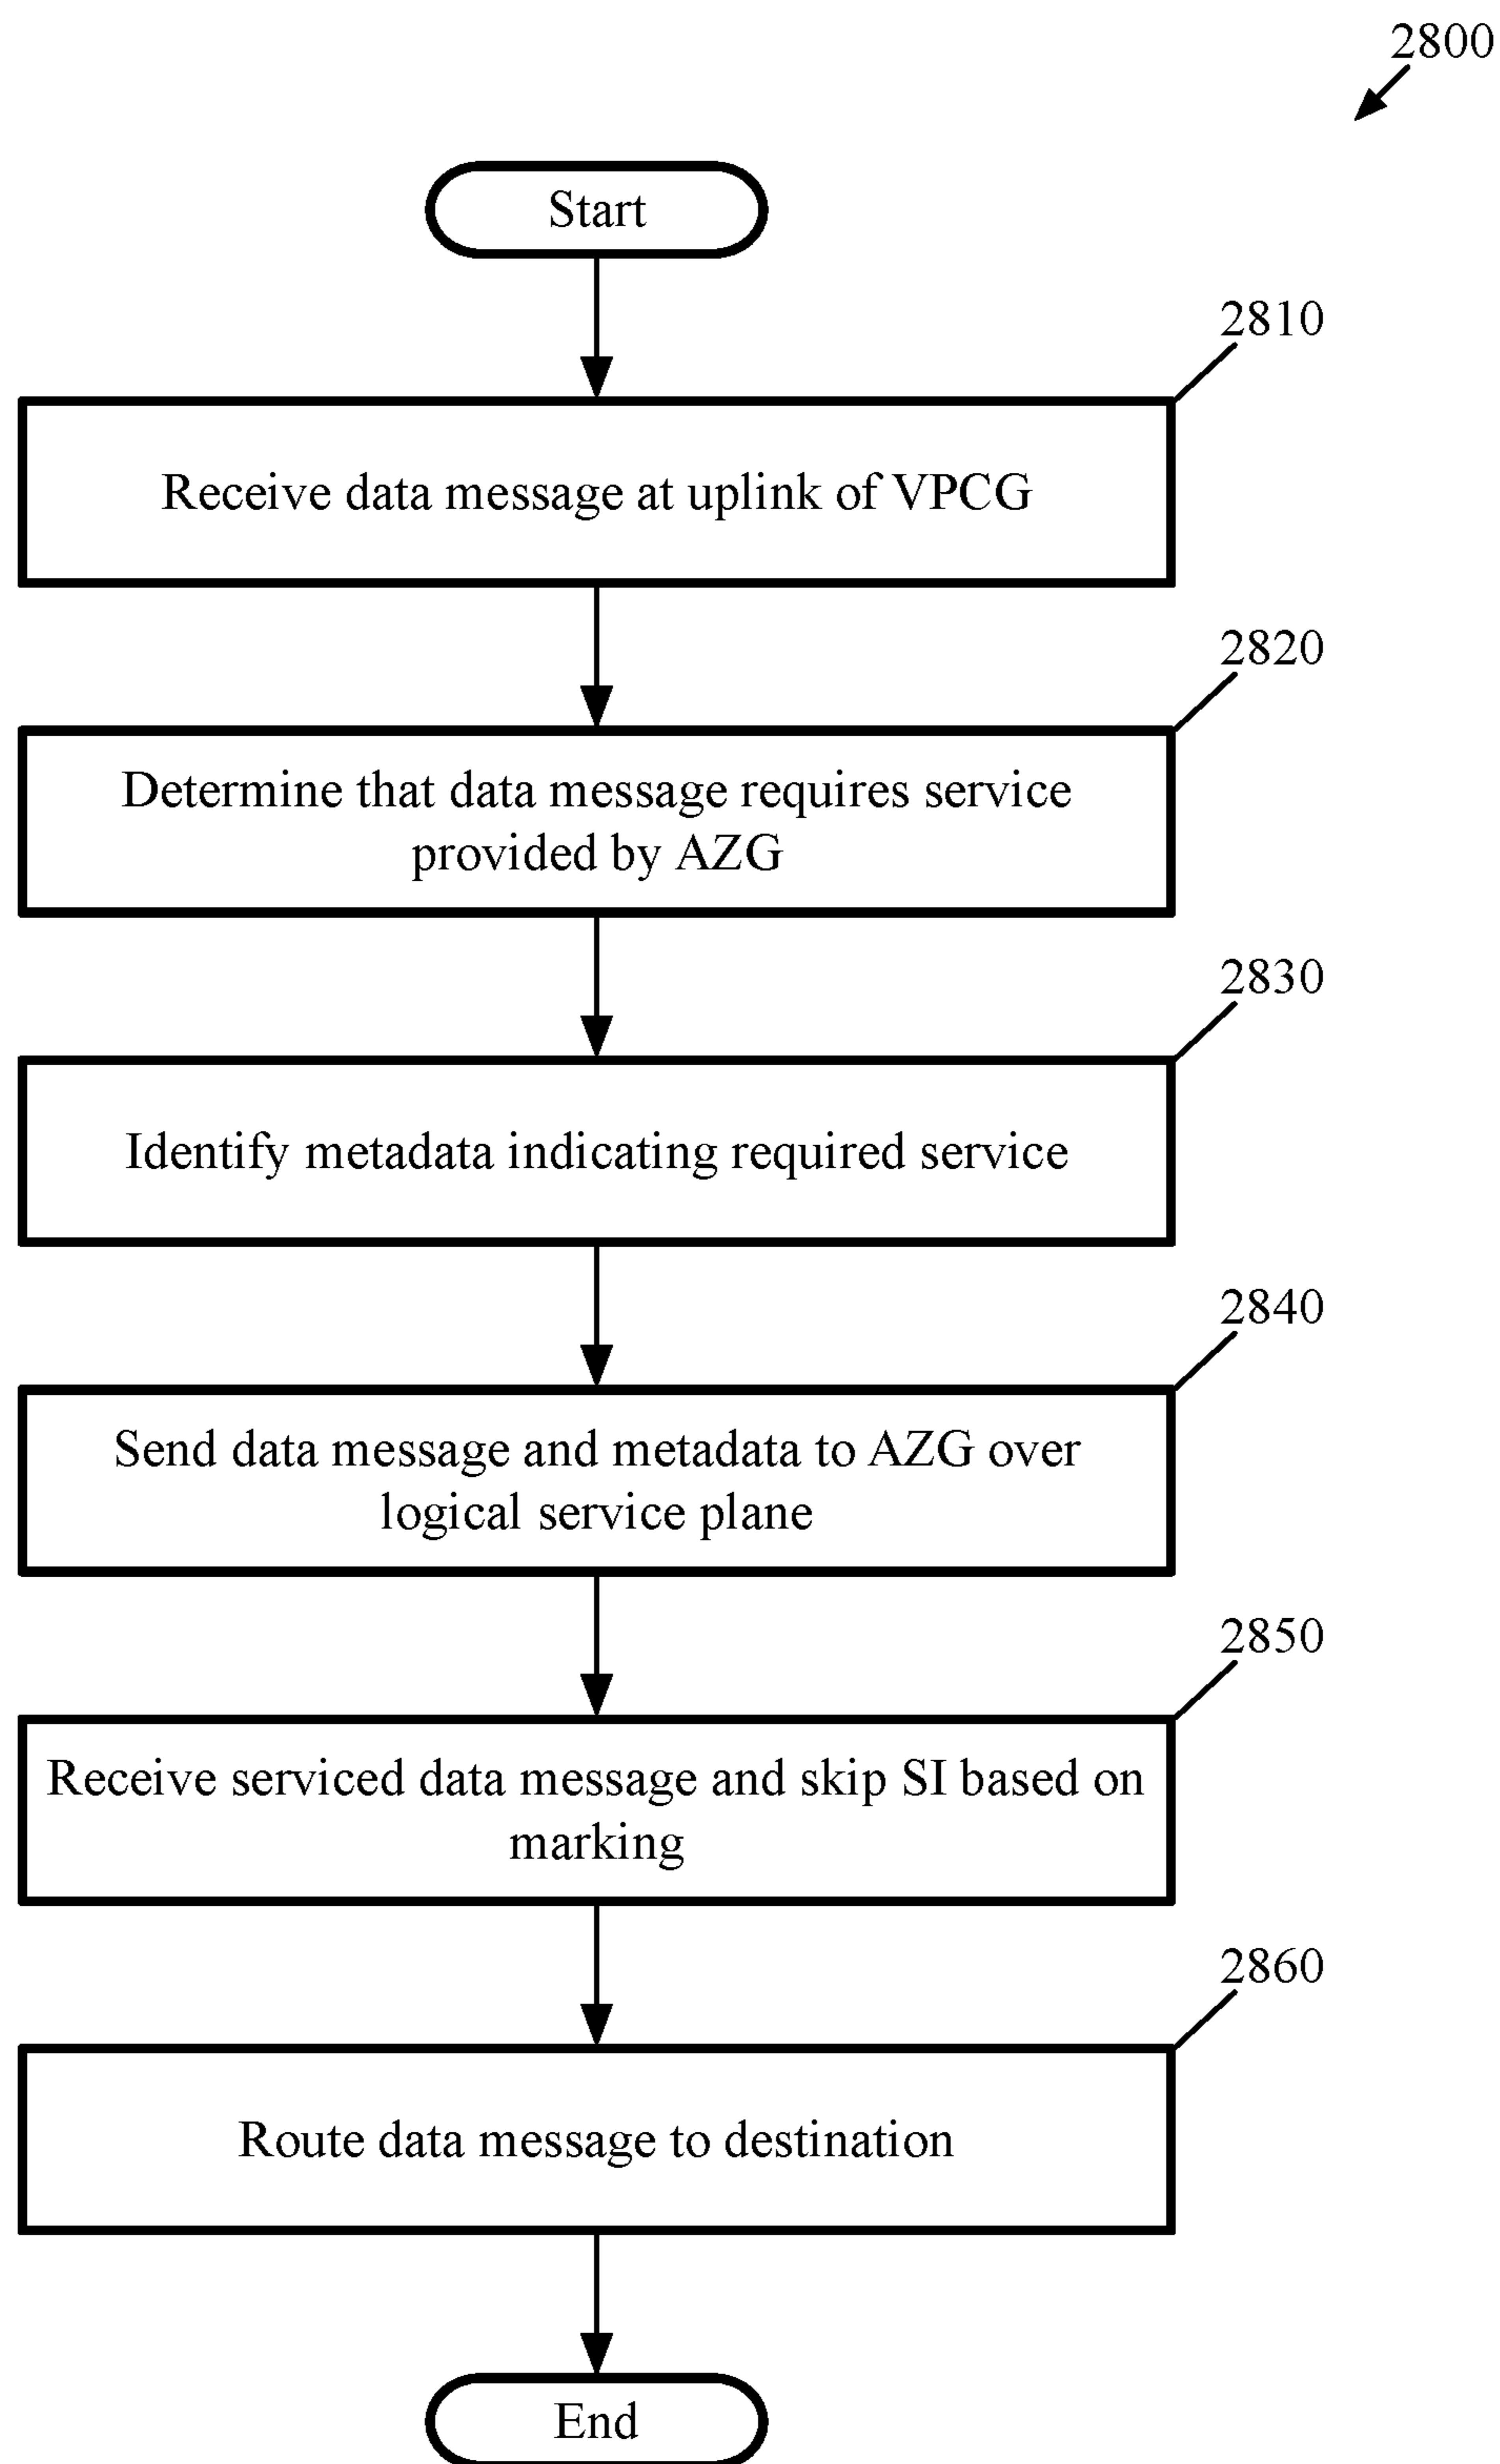 2800
Start
2810
Receive data message at uplink of VPCG
2820
Determine that data message requires service
provided by AZG
2830
Identify metadata indicating required service
2840
Send data message and metadata to AZG over
logical service plane
2850
Receive serviced data message and skip SI based on
marking
2860
Route data message to destination
End